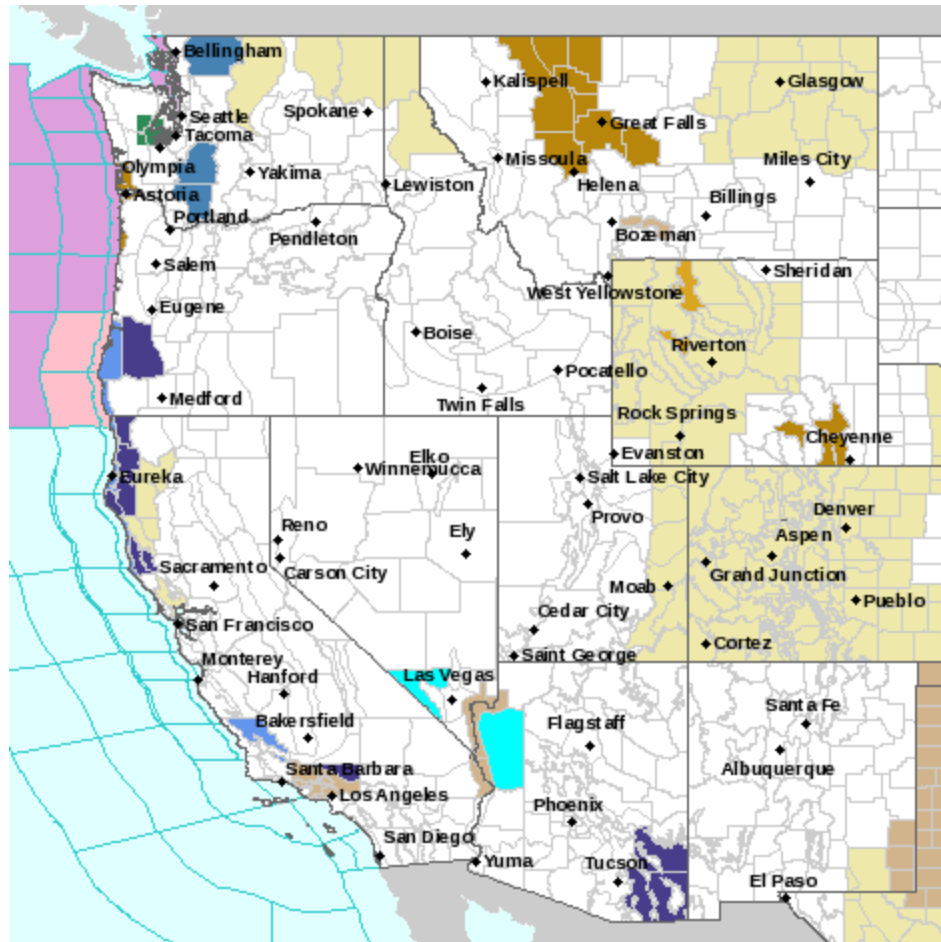 Bellingham
Kalispell
Glasgow
Spokane
Seattle
Great Falls
Tacoma
Missoula
Miles City
Olympia
Yakima
Helena
Lewiston
Astoria
Billings
Portland
Pendleton
Bozeman
Salem
Sheridan
West Yellowstone
Eugene
Boise
Riverton
Pocatello
Medford
Twin Falls
Rock Springs
Cheyenne
Elko
Evanston
Winnemucca
Eureka
Salt Lake City
Denver
Provo
Reno
Ely
Aspen
Sacramento
Carson City
Grand Junction
Moab
Pueblo
Cedar City
San Francisco
Cortez
Saint George
Monterey
Hanford
Las Vegas
Santa Fe
Bakersfield
Flagstaff
Santa Barbara
Albuquerque
Los Angeles
Phoenix
San Diego
Yuma
Tucson
El Paso